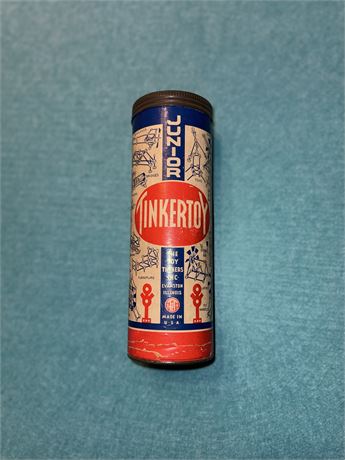 JUNIOR
TINKERTOY
THE
TOY
TINKERS
INC.
EVANSTON
ILLINOIS
MADE IN
U·S·A